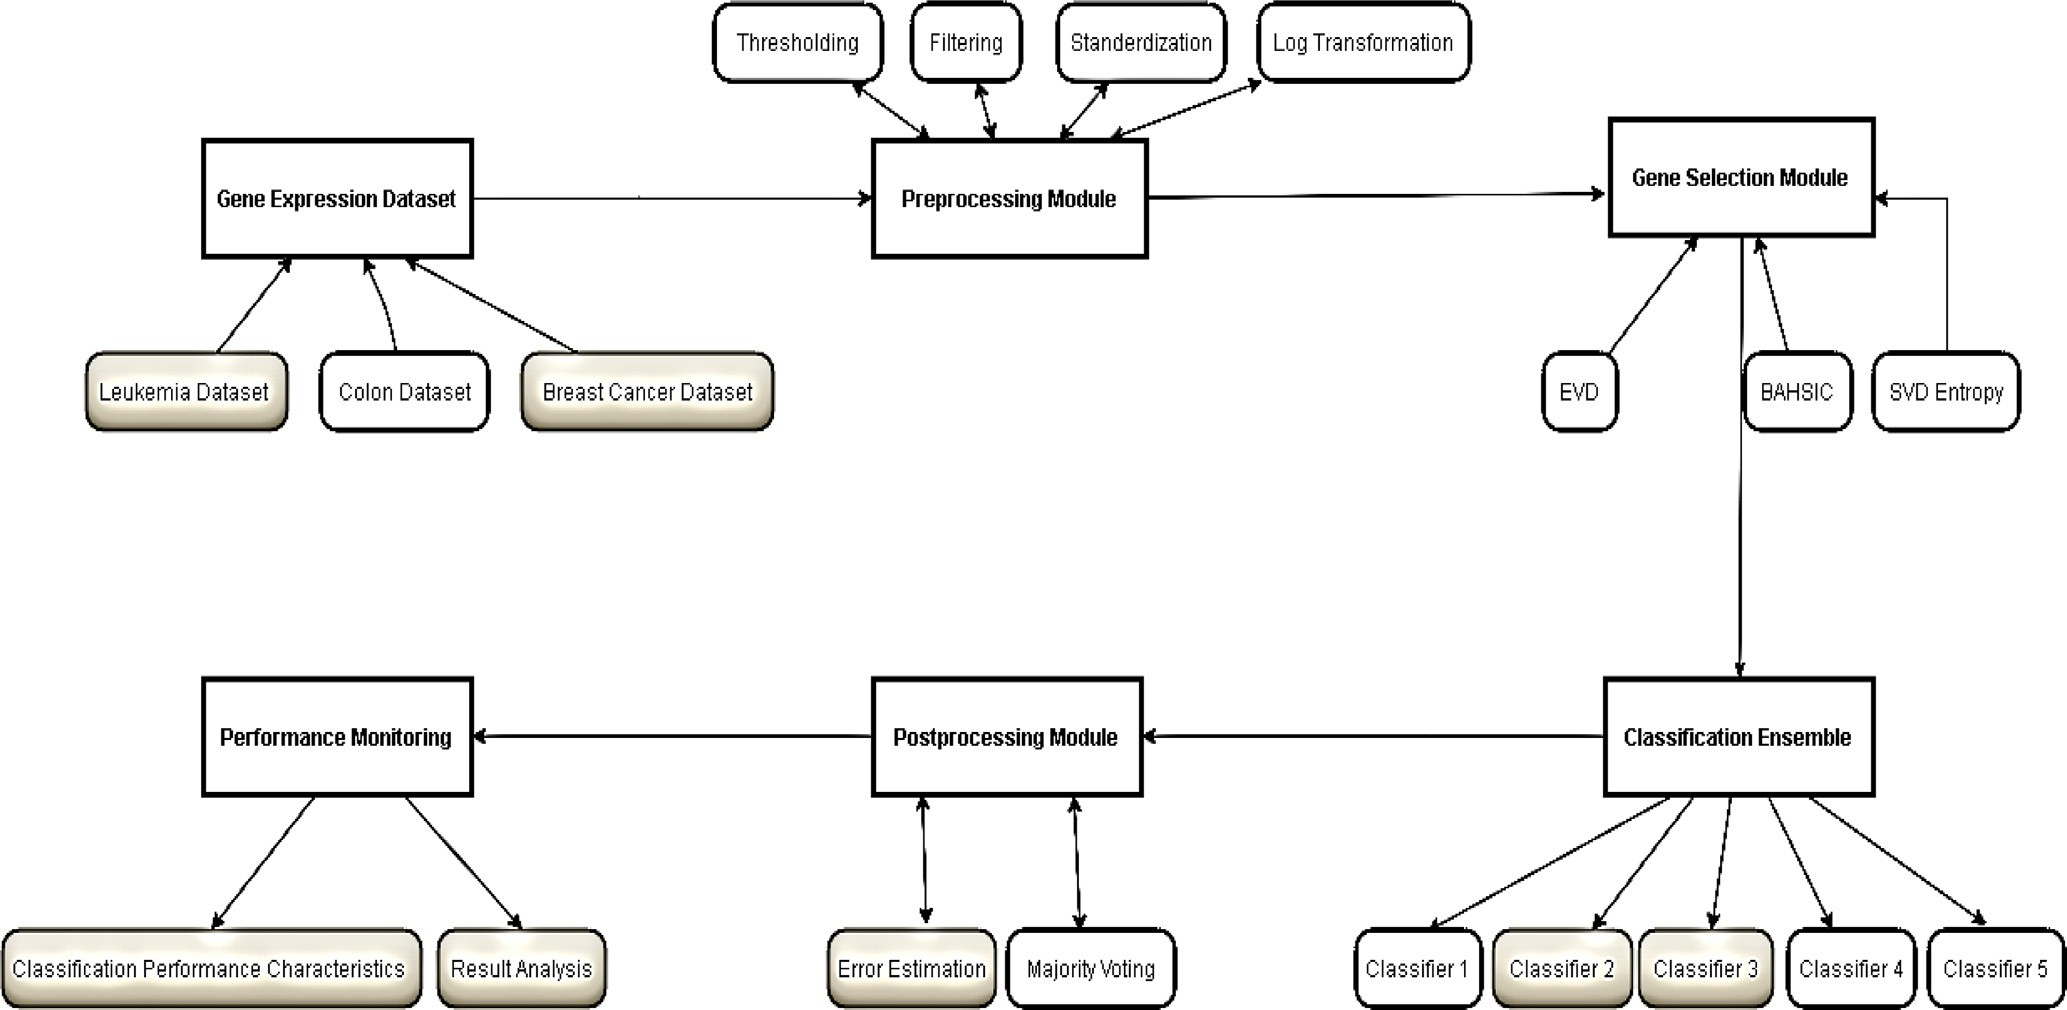 Thresholding
Filtering
Standerdization
Log Transformation
Gene Expression Dataset
Preprocessing Module
Gene Selection Module
Leukemia Dataset
Colon Dataset
Breast Cancer Dataset
EVD
BAHSIC
SVD Entropy
Performance Monitoring
Postprocessing Module
Classification Ensemble
Classification Performance Characteristics
Result Analysis
Error Estimation
Majority Voting
Classifier 1
Classifier 2
Classifier 3
Classifier 4
Classifier 5